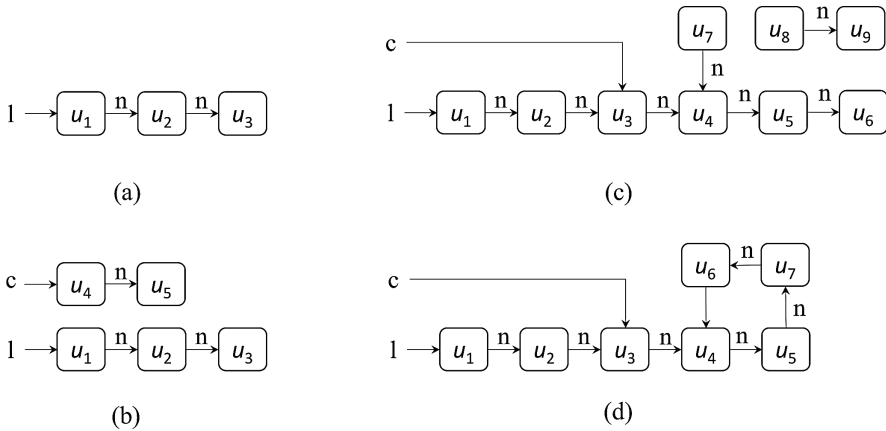 l u1 n u2 n u3
(a)
c u4 n u5
l u1 n u2 n u3
(b)
c u7 n u8 n u9
l u1 n u2 n u3 n u4 n u5 n u6
(c)
c u6 n u7 n
l u1 n u2 n u3 n u4 n u5
(d)